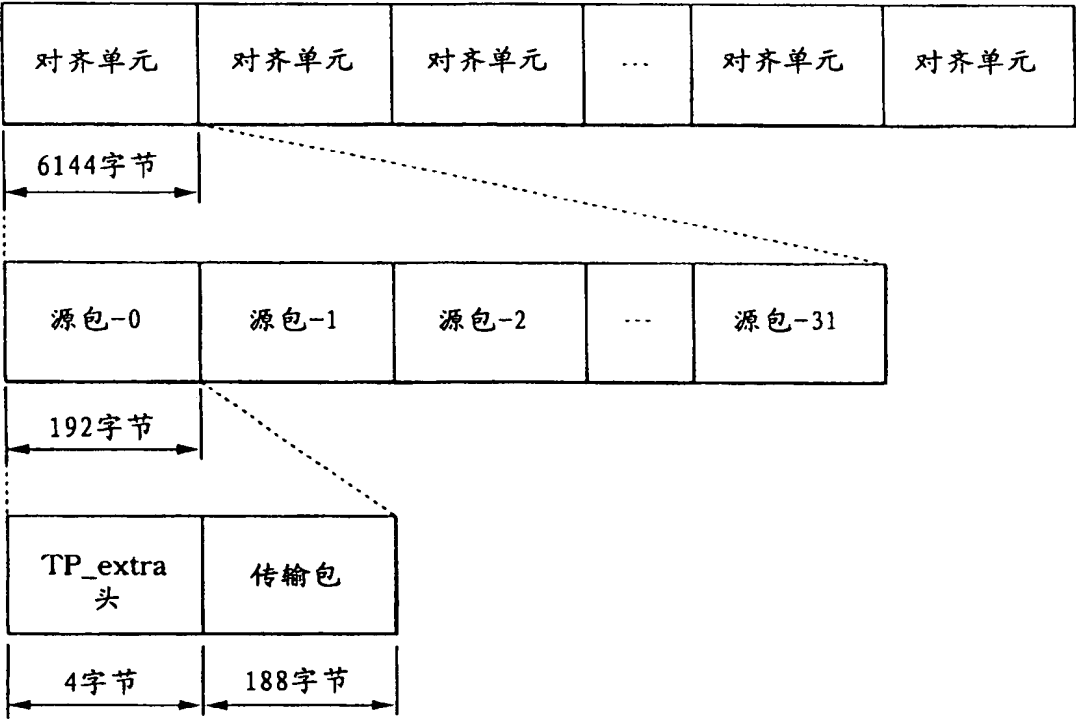 对齐单元 对齐单元 对齐单元 ... 对齐单元 对齐单元
6144字节
源包-0 源包-1 源包-2 ... 源包-31
192字节
TP_extra
头
传输包
4字节 188字节